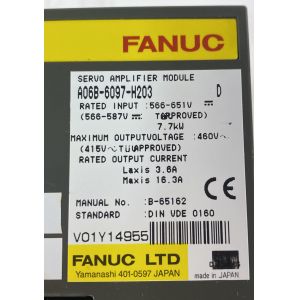 FANUC
SERVO AMPLIFIER MODULE
A06B-6097-H203 D
RATED INPUT :566-651V
(566-587V TÜV APPROVED)
7.7kW
MAXIMUM OUTPUTVOLTAGE :460V~
(415V~ TÜV APPROVED)
RATED OUTPUT CURRENT
Laxis 3.6A
Maxis 16.3A
MANUAL No. :B-65162
STANDARD :DIN VDE 0160
V01Y14955
CE
FANUC LTD
Yamanashi 401-0597 JAPAN
MADE IN JAPAN